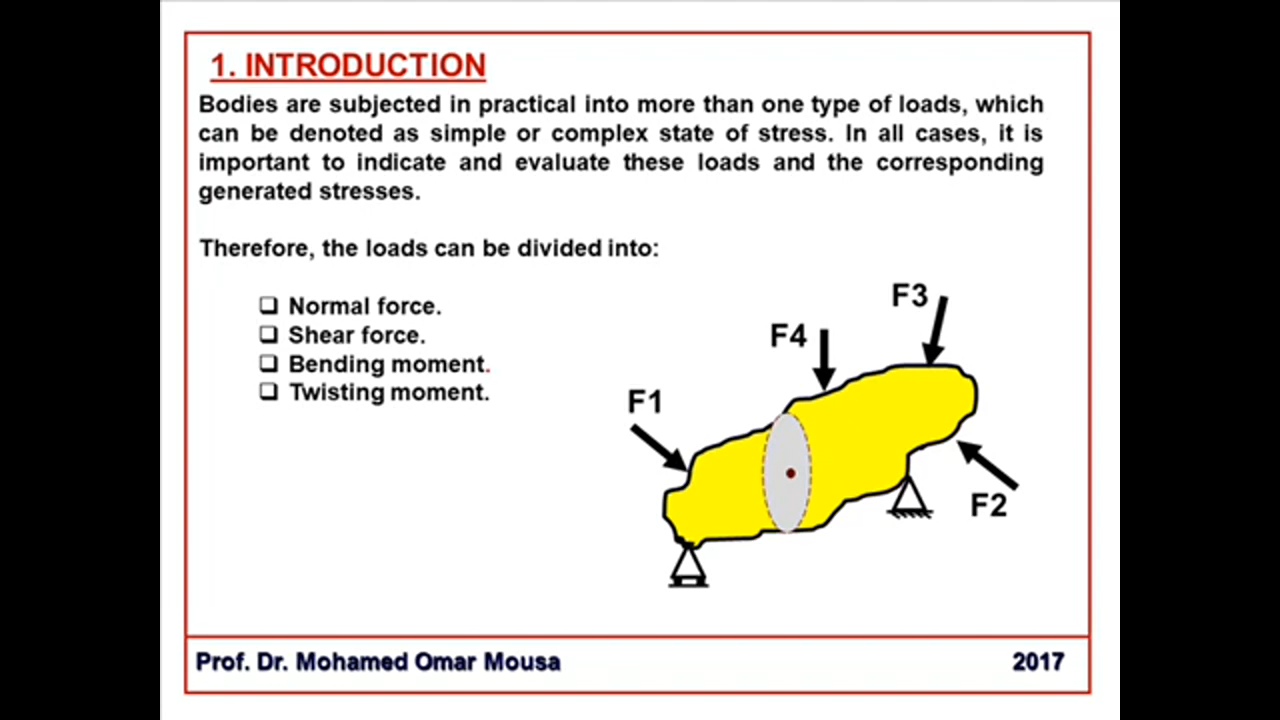 1. INTRODUCTION
Bodies are subjected in practical into more than one type of loads, which
can be denoted as simple or complex state of stress. In all cases, it is
important to indicate and evaluate these loads and the corresponding
generated stresses.
Therefore, the loads can be divided into:
❑ Normal force.
❑ Shear force.
❑ Bending moment.
❑ Twisting moment.
F3
F4
F1
F2
Prof. Dr. Mohamed Omar Mousa 2017